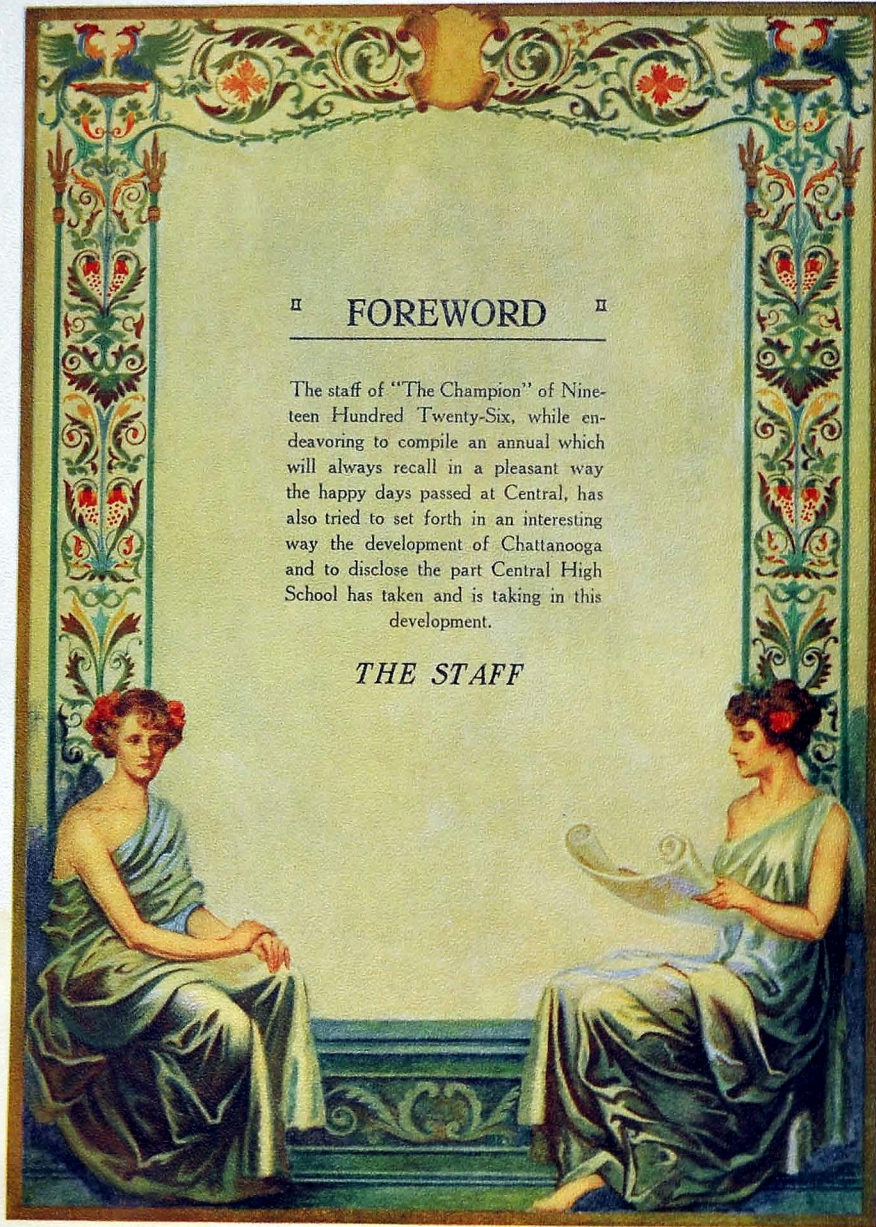 FOREWORD
The staff of "The Champion" of Nine-
teen Hundred Twenty-Six, while en-
deavoring to compile an annual which
will always recall in a pleasant way
the happy days passed at Central, has
also tried to set forth in an interesting
way the development of Chattanooga
and to disclose the part Central High
School has taken and is taking in this
development.
THE STAFF